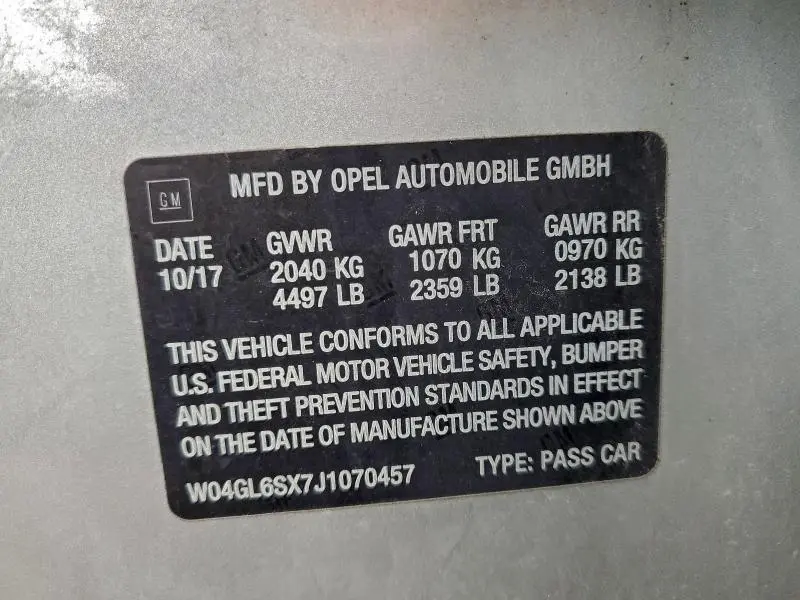 GM
MFD BY OPEL AUTOMOBILE GMBH
DATE GVWR GAWR FRT GAWR RR
10/17 2040 KG 1070 KG 0970 KG
4497 LB 2359 LB 2138 LB
THIS VEHICLE CONFORMS TO ALL APPLICABLE
U.S. FEDERAL MOTOR VEHICLE SAFETY, BUMPER
AND THEFT PREVENTION STANDARDS IN EFFECT
ON THE DATE OF MANUFACTURE SHOWN ABOVE
W04GL6SX7J1070457 TYPE: PASS CAR